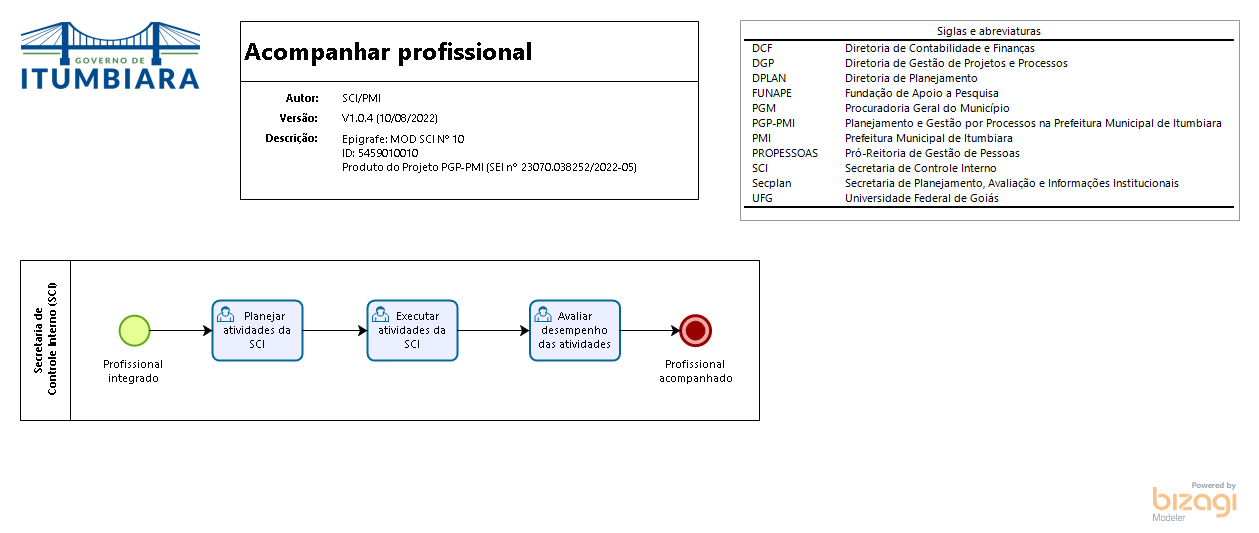 GOVERNO DE
ITUMBIARA
Acompanhar profissional
Autor: SCI/PMI
Versão: V1.0.4 (10/08/2022)
Descrição: Epigrafe: MOD SCI Nº 10
ID: 5459010010
Produto do Projeto PGP-PMI (SEI nº 23070.038252/2022-05)
Siglas e abreviaturas
DCF Diretoria de Contabilidade e Finanças
DGP Diretoria de Gestão de Projetos e Processos
DPLAN Diretoria de Planejamento
FUNAPE Fundação de Apoio a Pesquisa
PGM Procuradoria Geral do Município
PGP-PMI Planejamento e Gestão por Processos na Prefeitura Municipal de Itumbiara
PMI Prefeitura Municipal de Itumbiara
PROPESSOAS Pró-Reitoria de Gestão de Pessoas
SCI Secretaria de Controle Interno
Secplan Secretaria de Planejamento, Avaliação e Informações Institucionais
UFG Universidade Federal de Goiás
Secretaria de
Controle Interno (SCI)
Profissional
integrado
Planejar
atividades da
SCI
Executar
atividades da
SCI
Avaliar
desempenho
das atividades
Profissional
acompanhado
Powered by
bizagi
Modeler